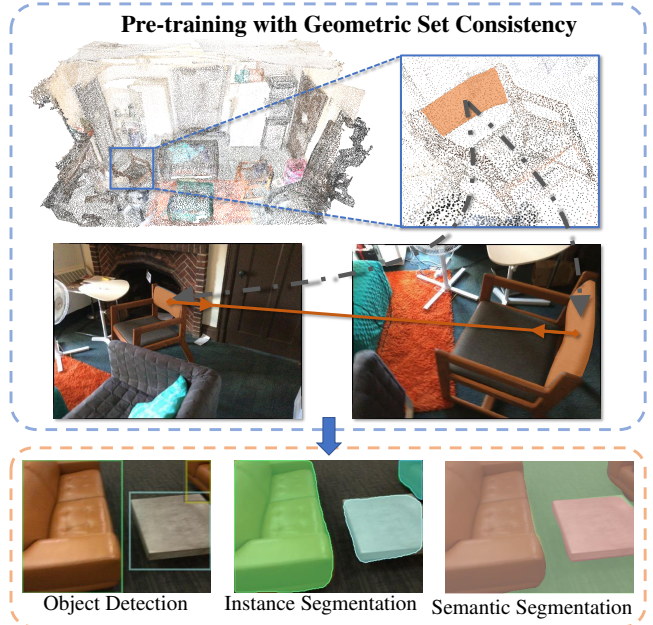 Pre-training with Geometric Set Consistency
Object Detection
Instance Segmentation
Semantic Segmentation